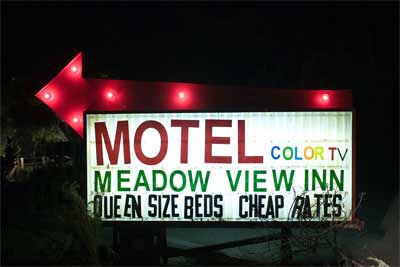 MOTEL COLOR TV
MEADOW VIEW INN
QUEEN SIZE BEDS CHEAP RATES